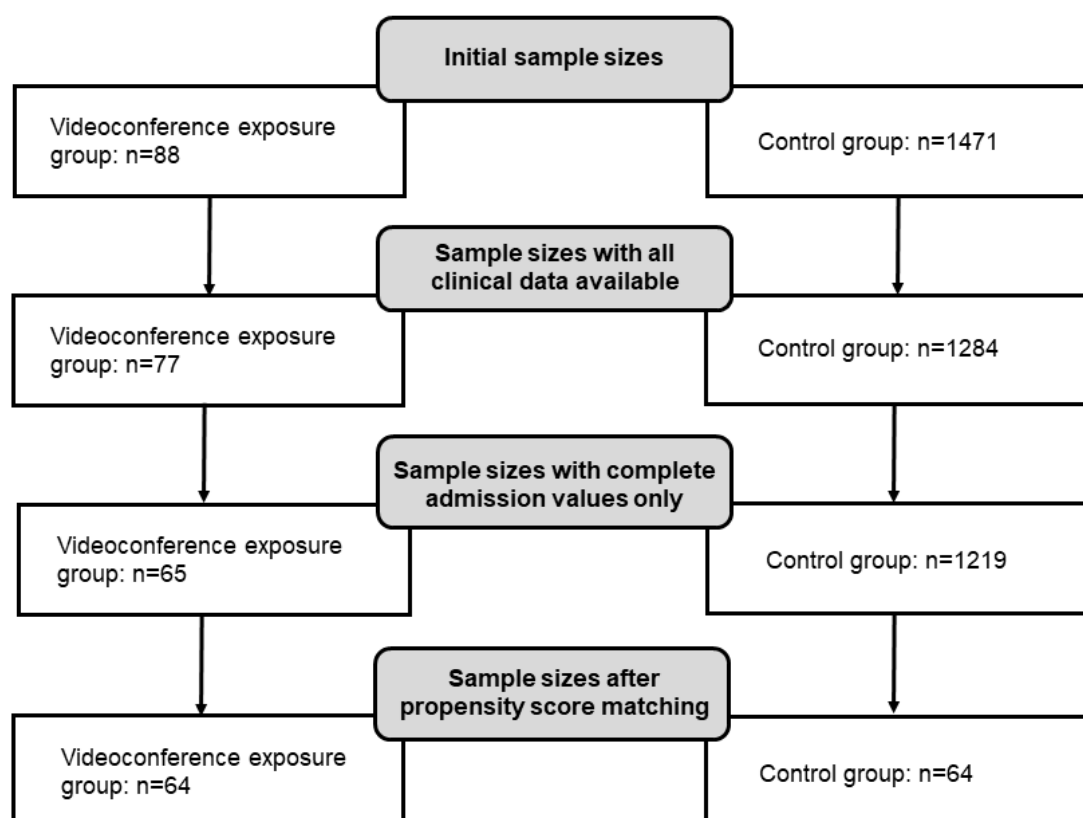 Initial sample sizes
Videoconference exposure
group: n=88
Control group: n=1471
Sample sizes with all
clinical data available
Videoconference exposure
group: n=77
Control group: n=1284
Sample sizes with complete
admission values only
Videoconference exposure
group: n=65
Control group: n=1219
Sample sizes after
propensity score matching
Videoconference exposure
group: n=64
Control group: n=64